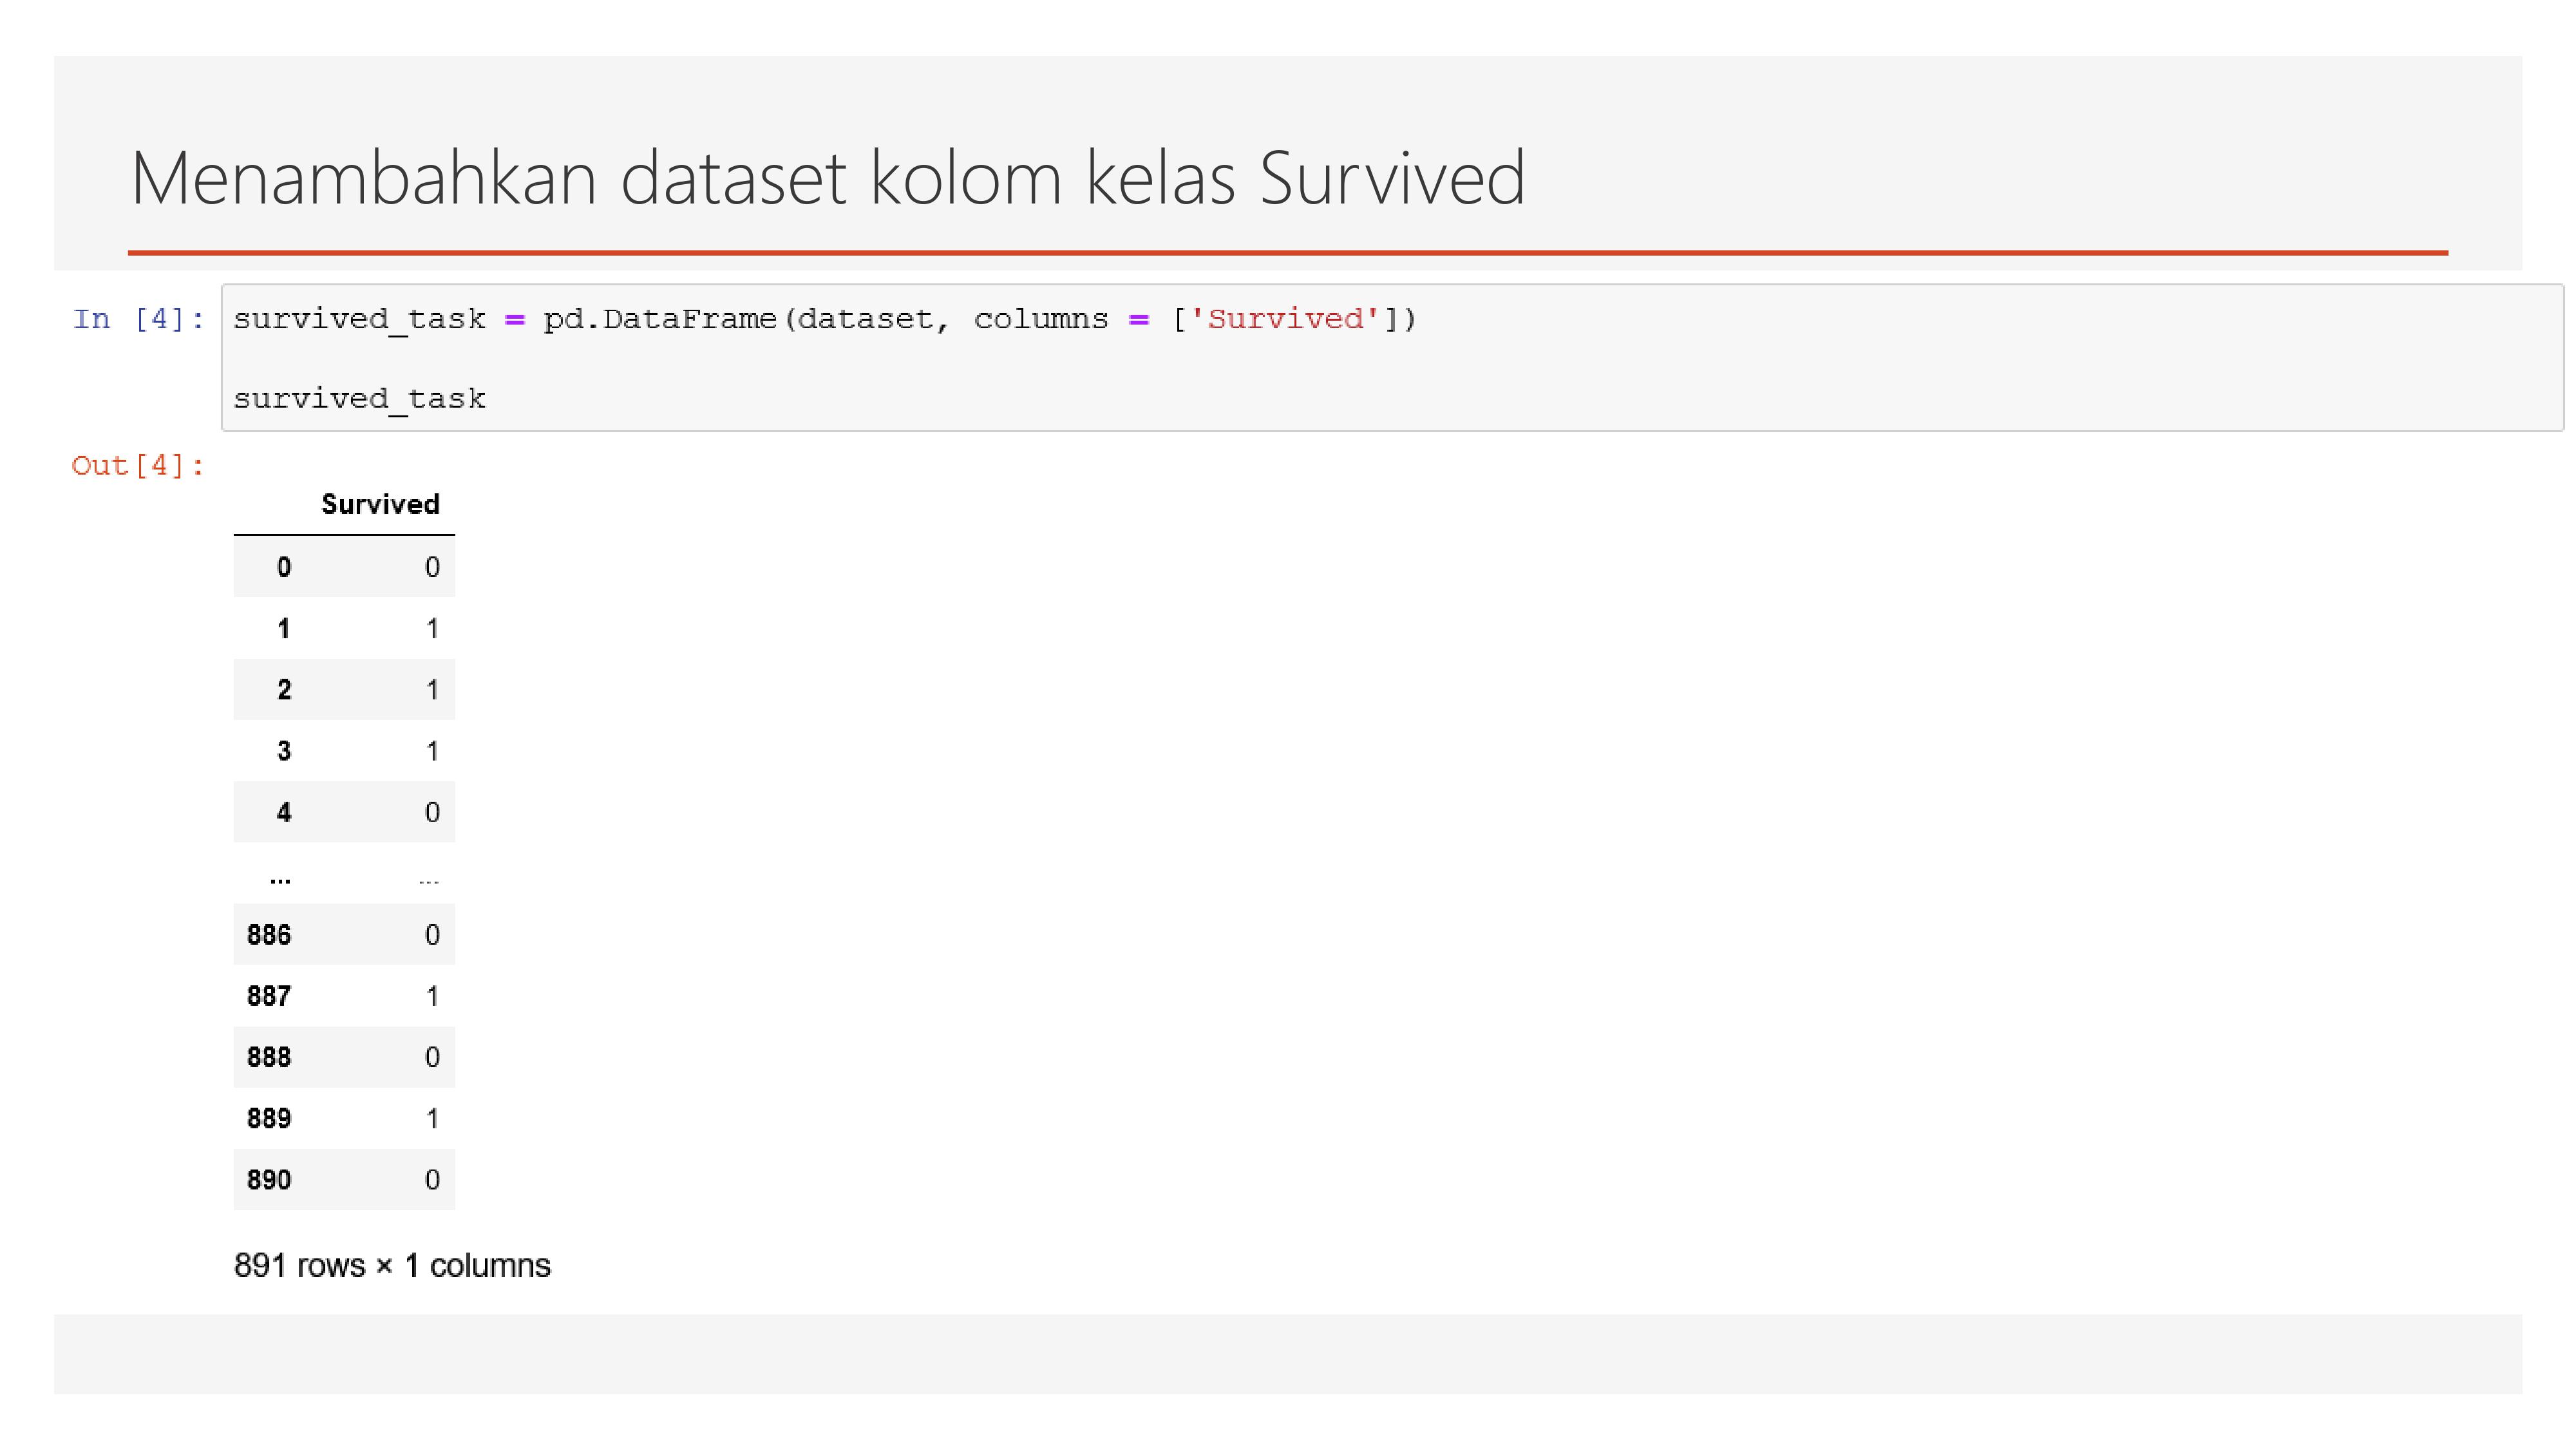 Menambahkan dataset kolom kelas Survived
In [4]: survived_task = pd.DataFrame(dataset, columns = ['Survived'])
survived_task
Out[4]:
Survived
0 0
1 1
2 1
3 1
4 0
... ...
886 0
887 1
888 0
889 1
890 0
891 rows × 1 columns